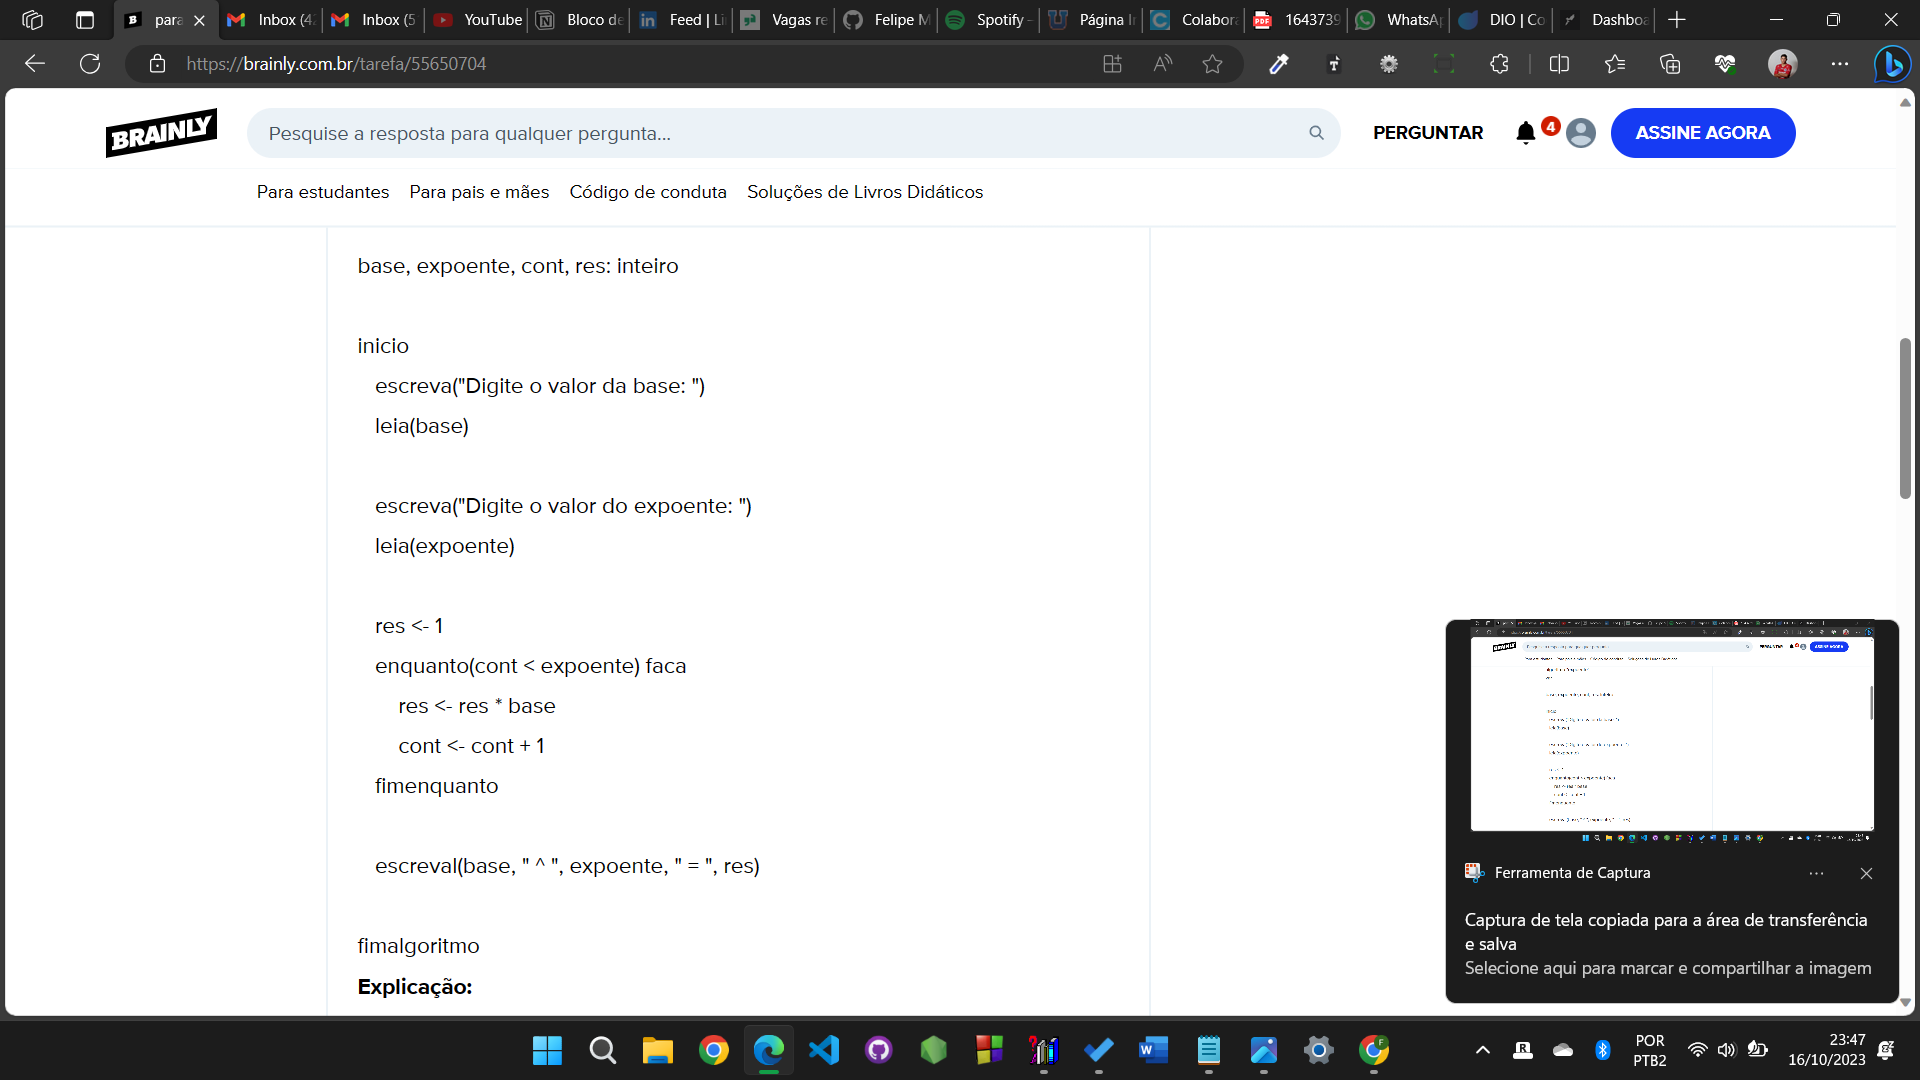 para
Inbox (42
Inbox (5
YouTube
Bloco de
Feed | Li
Vagas re
Felipe M
Spotify -
Página In
Colabora
1643739
WhatsAp
DIO | Co
Dashboa
https://brainly.com.br/tarefa/55650704
BRAINLY
Pesquise a resposta para qualquer pergunta...
PERGUNTAR
4
ASSINE AGORA
Para estudantes Para pais e mães Código de conduta Soluções de Livros Didáticos
base, expoente, cont, res: inteiro
inicio
escreva("Digite o valor da base: ")
leia(base)
escreva("Digite o valor do expoente: ")
leia(expoente)
res <- 1
enquanto(cont < expoente) faca
res <- res * base
cont <- cont + 1
fimenquanto
escreval(base, " ^ ", expoente, " = ", res)
fimalgoritmo
Explicação:
Ferramenta de Captura
Captura de tela copiada para a área de transferência
e salva
Selecione aqui para marcar e compartilhar a imagem
POR
PTB2
23:47
16/10/2023